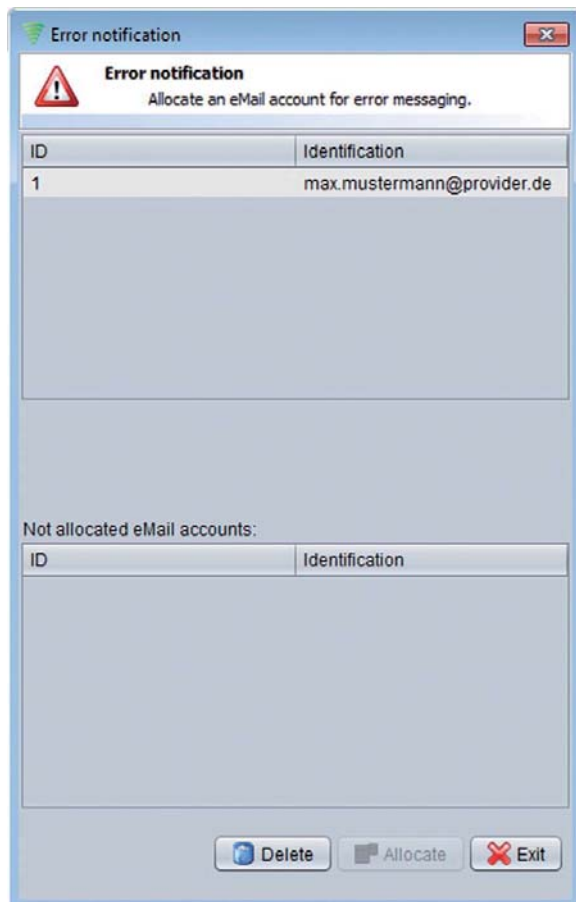 Error notification
Error notification
Allocate an eMail account for error messaging.
ID Identification
1 max.mustermann@provider.de
Not allocated eMail accounts:
ID Identification
Delete Allocate Exit